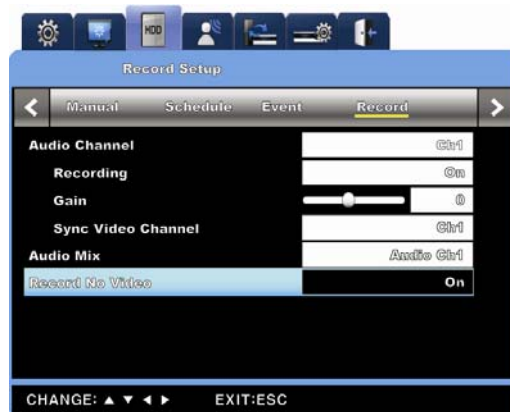 HDD
Record Setup
Manual Schedule Event Record
Audio Channel Ch1
Recording On
Gain 0
Sync Video Channel Ch1
Audio Mix Audio Ch1
Record No Video On
CHANGE: ▲ ▼ ◀ ▶ EXIT:ESC